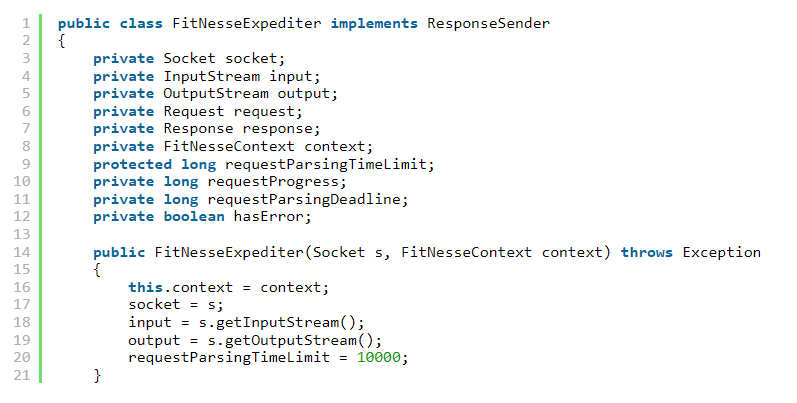 1 public class FitNesseExpediter implements ResponseSender
2 {
3     private Socket socket;
4     private InputStream input;
5     private OutputStream output;
6     private Request request;
7     private Response response;
8     private FitNesseContext context;
9     protected long requestParsingTimeLimit;
10     private long requestProgress;
11     private long requestParsingDeadline;
12     private boolean hasError;
13
14     public FitNesseExpediter(Socket s, FitNesseContext context) throws Exception
15     {
16         this.context = context;
17         socket = s;
18         input = s.getInputStream();
19         output = s.getOutputStream();
20         requestParsingTimeLimit = 10000;
21     }